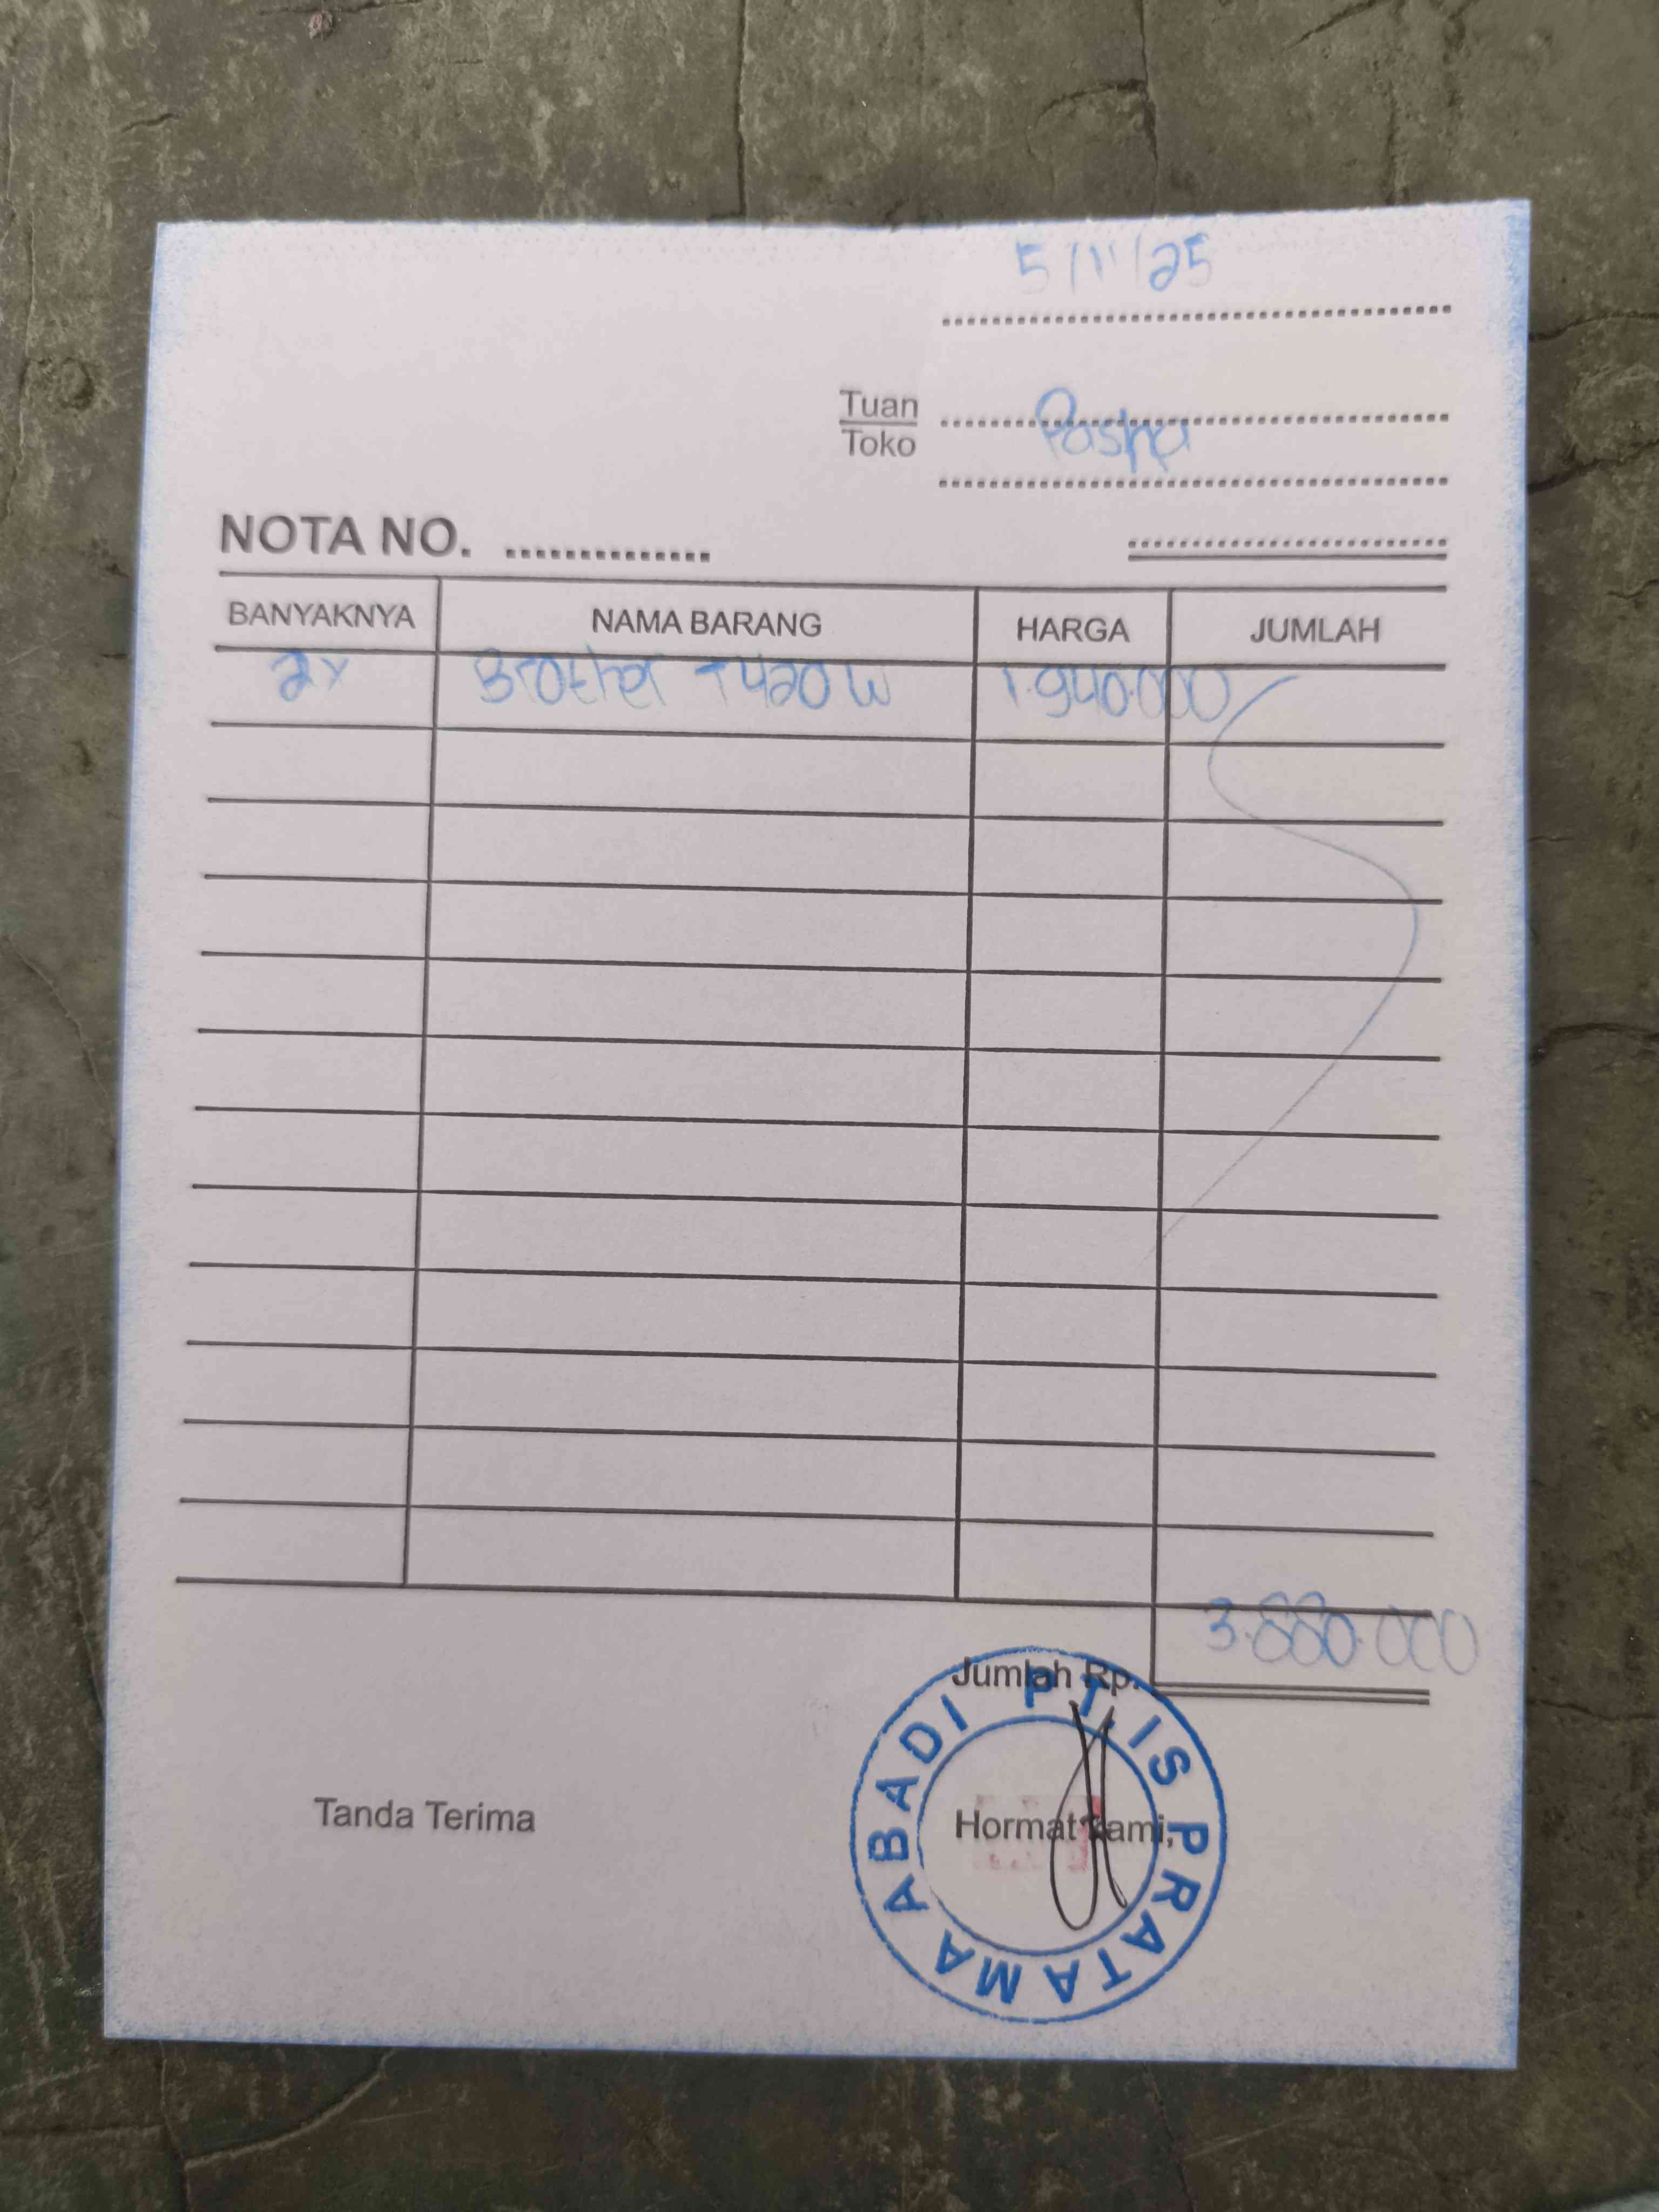 5/11/25
Tuan
Toko
Pasha
NOTA NO. ..............
BANYAKNYA NAMA BARANG HARGA JUMLAH
2x Brother T420W 1.940.000
3.880.000
Jumlah Rp.
Tanda Terima
Hormat kami,
PT. IS PRATAMA ABADI